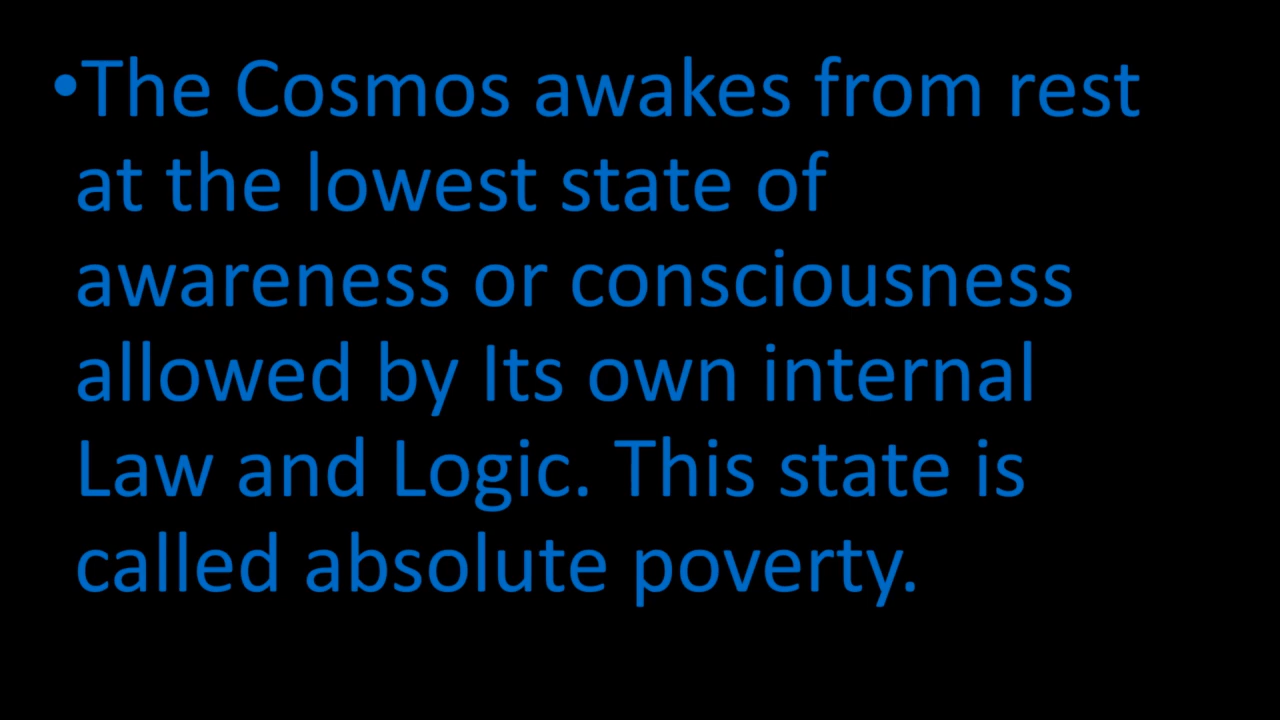 •The Cosmos awakes from rest
at the lowest state of
awareness or consciousness
allowed by Its own internal
Law and Logic. This state is
called absolute poverty.